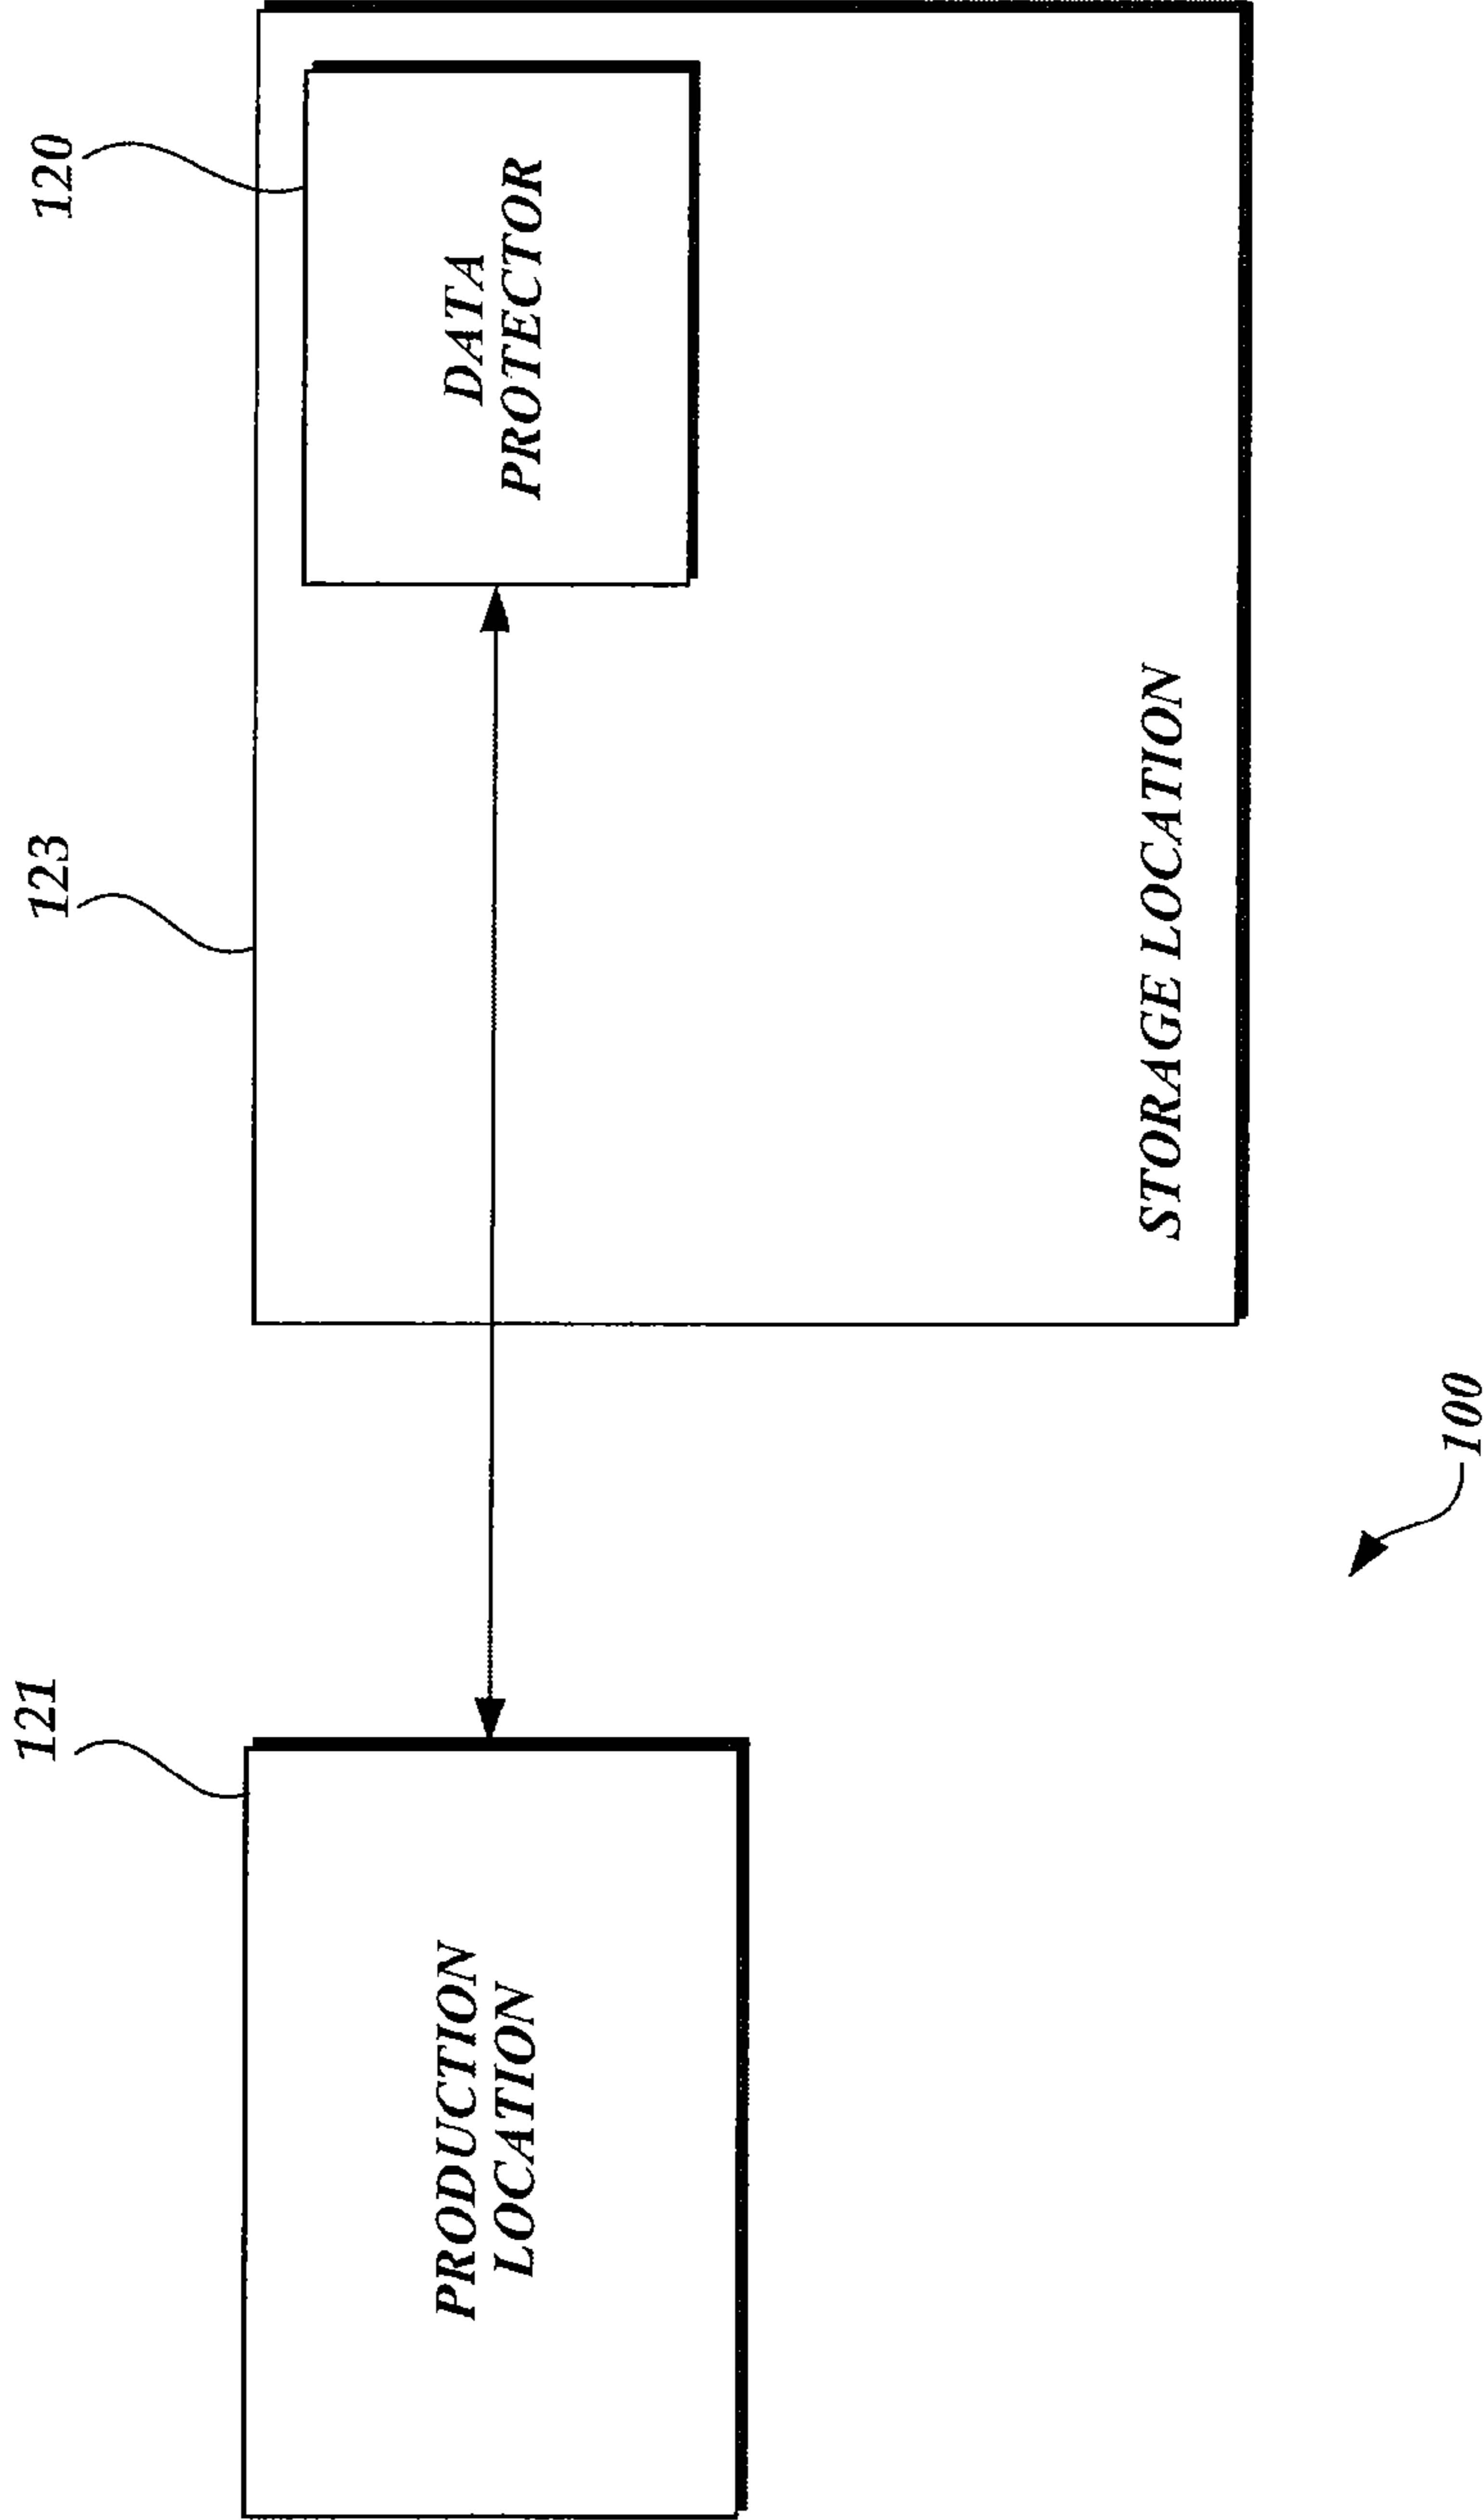 121
123
120
PRODUCTION
LOCATION
DATA
PROTECTOR
STORAGE LOCATION
100